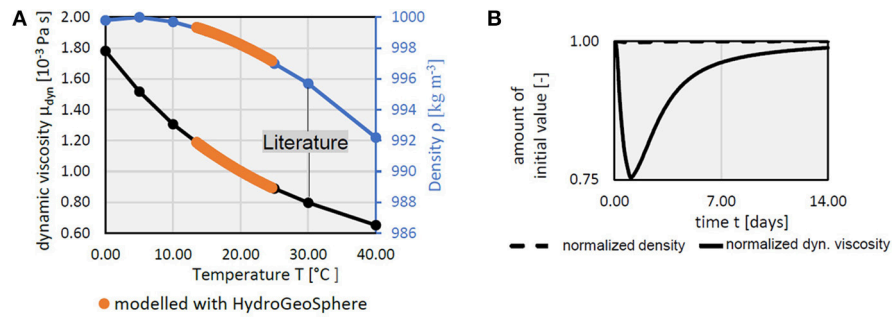 A
dynamic viscosity μdyn [10-3 Pa s]
2.00
1.80
1.60
1.40
1.20
1.00
0.80
0.60
0.00
10.00
20.00
30.00
40.00
Temperature T [°C ]
Literature
1000
998
996
994
992
990
988
986
Density ρ [kg m-3]
modelled with HydroGeoSphere
B
amount of
initial value [-]
1.00
0.75
0.00
7.00
14.00
time t [days]
normalized density
normalized dyn. viscosity